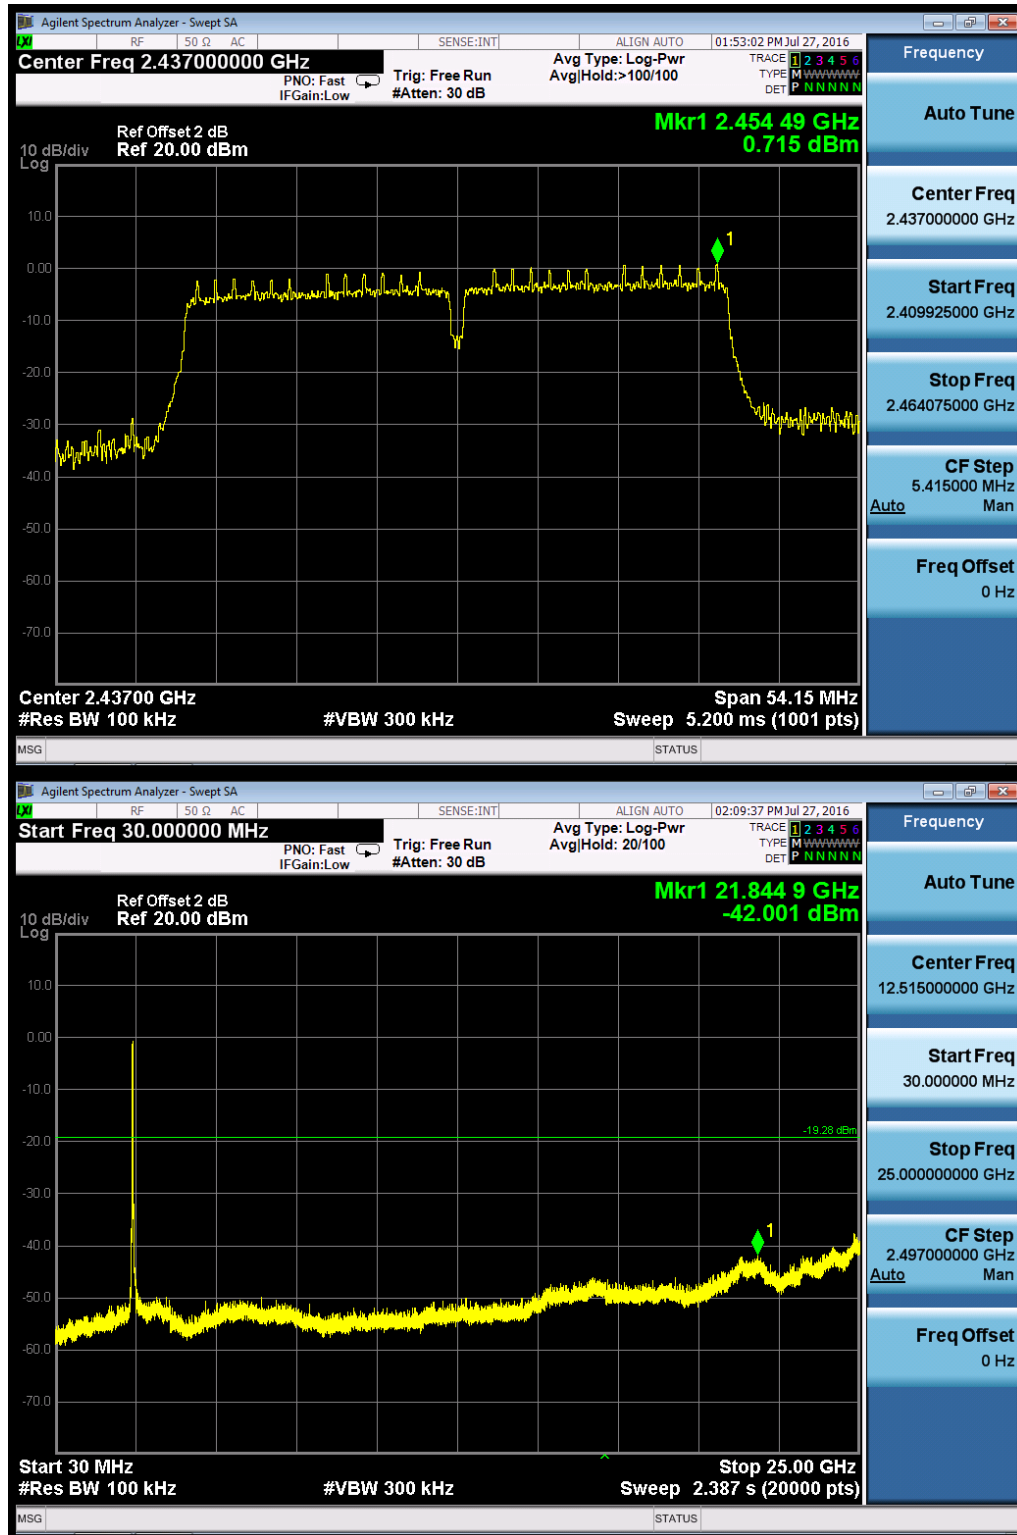 Agilent Spectrum Analyzer - Swept SA
LXI RF 50 Ω AC SENSE:INT ALIGN AUTO 01:53:02 PM Jul 27, 2016
Center Freq 2.437000000 GHz
PNO: Fast
IFGain:Low
Trig: Free Run
#Atten: 30 dB
Avg Type: Log-Pwr
Avg|Hold:>100/100
TRACE 1 2 3 4 5 6
TYPE M WWWWW
DET P N N N N N
Frequency
Auto Tune
Center Freq
2.437000000 GHz
Start Freq
2.409925000 GHz
Stop Freq
2.464075000 GHz
CF Step
5.415000 MHz
Auto Man
Freq Offset
0 Hz
Mkr1 2.454 49 GHz
0.715 dBm
Ref Offset 2 dB
10 dB/div Ref 20.00 dBm
Log
10.0
1
0.00
-10.0
-20.0
-30.0
-40.0
-50.0
-60.0
-70.0
Center 2.43700 GHz Span 54.15 MHz
#Res BW 100 kHz #VBW 300 kHz Sweep 5.200 ms (1001 pts)
MSG STATUS
Agilent Spectrum Analyzer - Swept SA
LXI RF 50 Ω AC SENSE:INT ALIGN AUTO 02:09:37 PM Jul 27, 2016
Start Freq 30.000000 MHz
PNO: Fast
IFGain:Low
Trig: Free Run
#Atten: 30 dB
Avg Type: Log-Pwr
Avg|Hold: 20/100
TRACE 1 2 3 4 5 6
TYPE M WWWWW
DET P N N N N N
Frequency
Auto Tune
Center Freq
12.515000000 GHz
Start Freq
30.000000 MHz
Stop Freq
25.000000000 GHz
CF Step
2.497000000 GHz
Auto Man
Freq Offset
0 Hz
Mkr1 21.844 9 GHz
-42.001 dBm
Ref Offset 2 dB
10 dB/div Ref 20.00 dBm
Log
10.0
0.00
-10.0
-19.28 dBm
-20.0
-30.0
1
-40.0
-50.0
-60.0
-70.0
Start 30 MHz Stop 25.00 GHz
#Res BW 100 kHz #VBW 300 kHz Sweep 2.387 s (20000 pts)
MSG STATUS